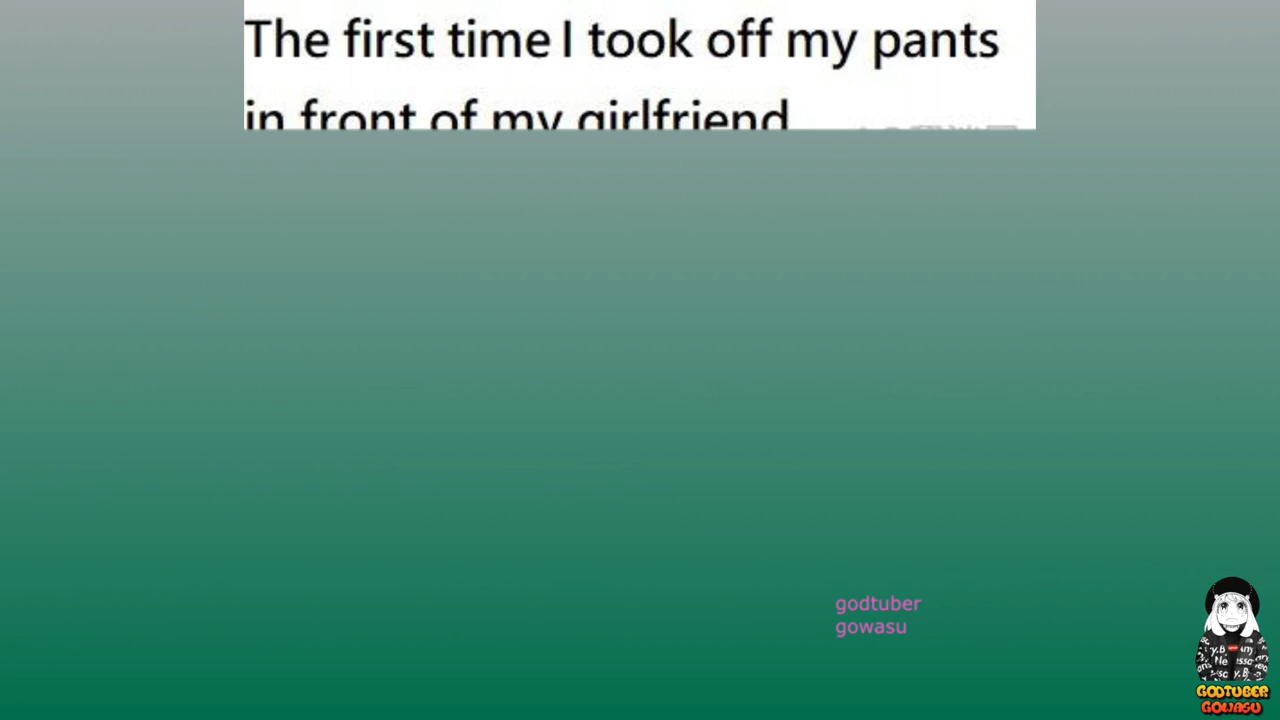 The first time I took off my pants
in front of my girlfriend
godtuber
gowasu
GODTUBER
GOWASU